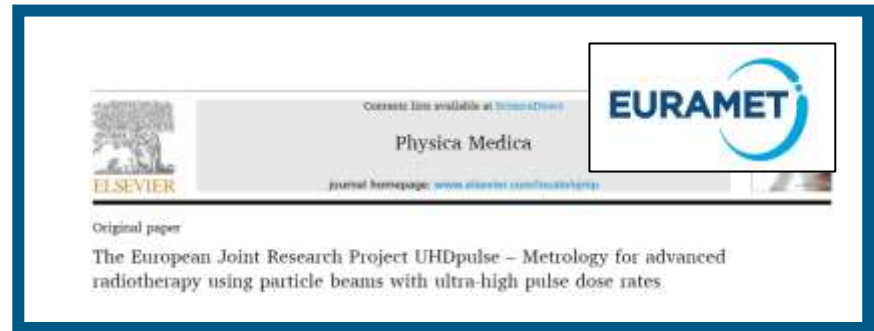 EURAMET
Contents lists available at ScienceDirect
Physica Medica
ELSEVIER
journal homepage: www.elsevier.com/locate/ejmp
Original paper
The European Joint Research Project UHDpulse – Metrology for advanced
radiotherapy using particle beams with ultra-high pulse dose rates